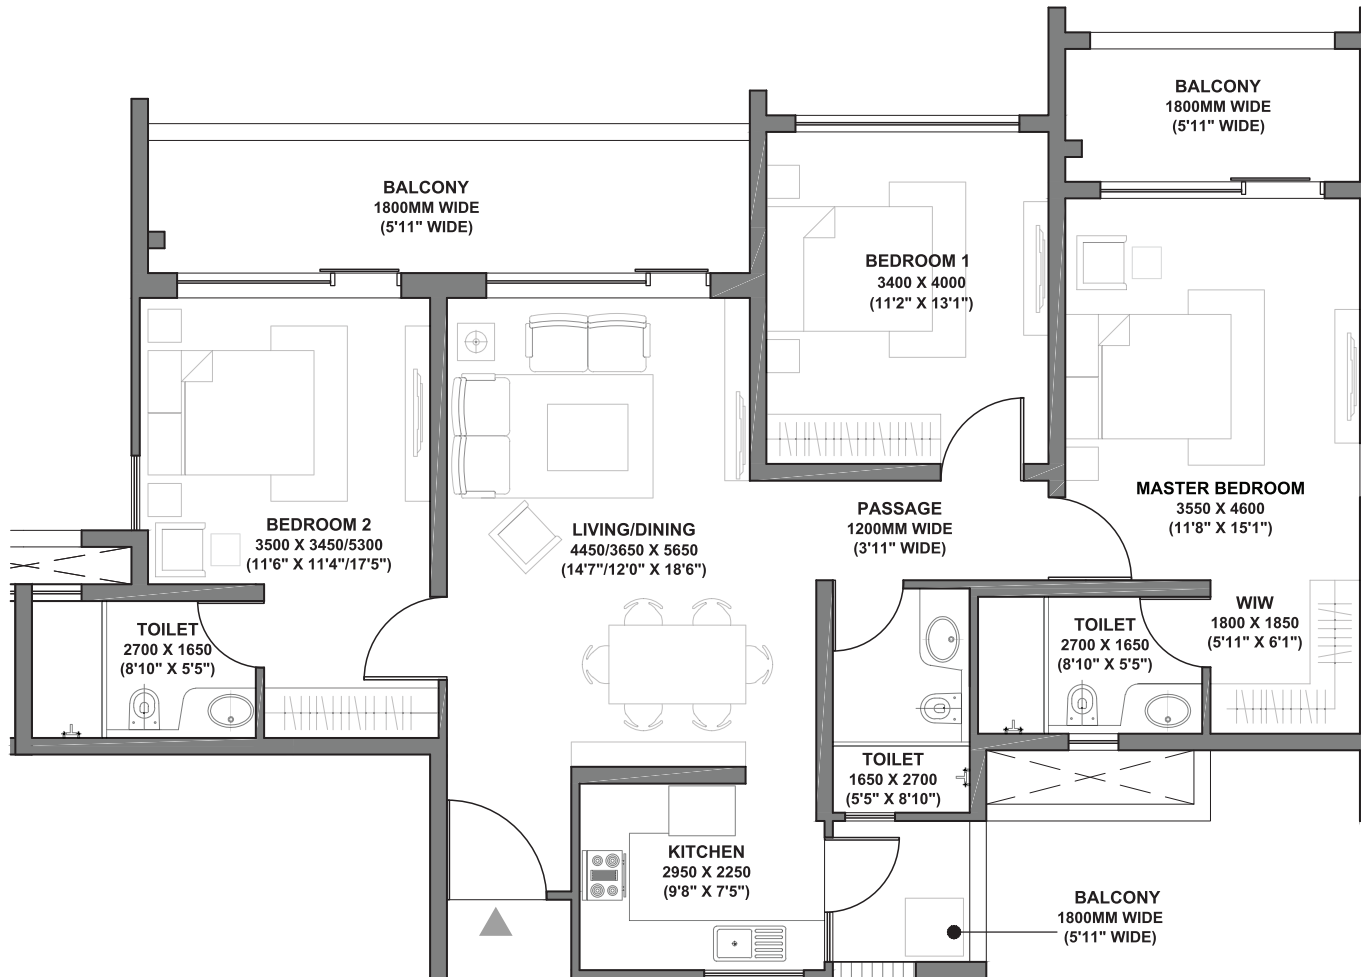 BALCONY
1800MM WIDE
(5'11" WIDE)
BALCONY
1800MM WIDE
(5'11" WIDE)
BEDROOM 1
3400 X 4000
(11'2" X 13'1")
MASTER BEDROOM
3550 X 4600
(11'8" X 15'1")
BEDROOM 2
3500 X 3450/5300
(11'6" X 11'4"/17'5")
LIVING/DINING
4450/3650 X 5650
(14'7"/12'0" X 18'6")
PASSAGE
1200MM WIDE
(3'11" WIDE)
TOILET
2700 X 1650
(8'10" X 5'5")
TOILET
2700 X 1650
(8'10" X 5'5")
WIW
1800 X 1850
(5'11" X 6'1")
TOILET
1650 X 2700
(5'5" X 8'10")
KITCHEN
2950 X 2250
(9'8" X 7'5")
BALCONY
1800MM WIDE
(5'11" WIDE)